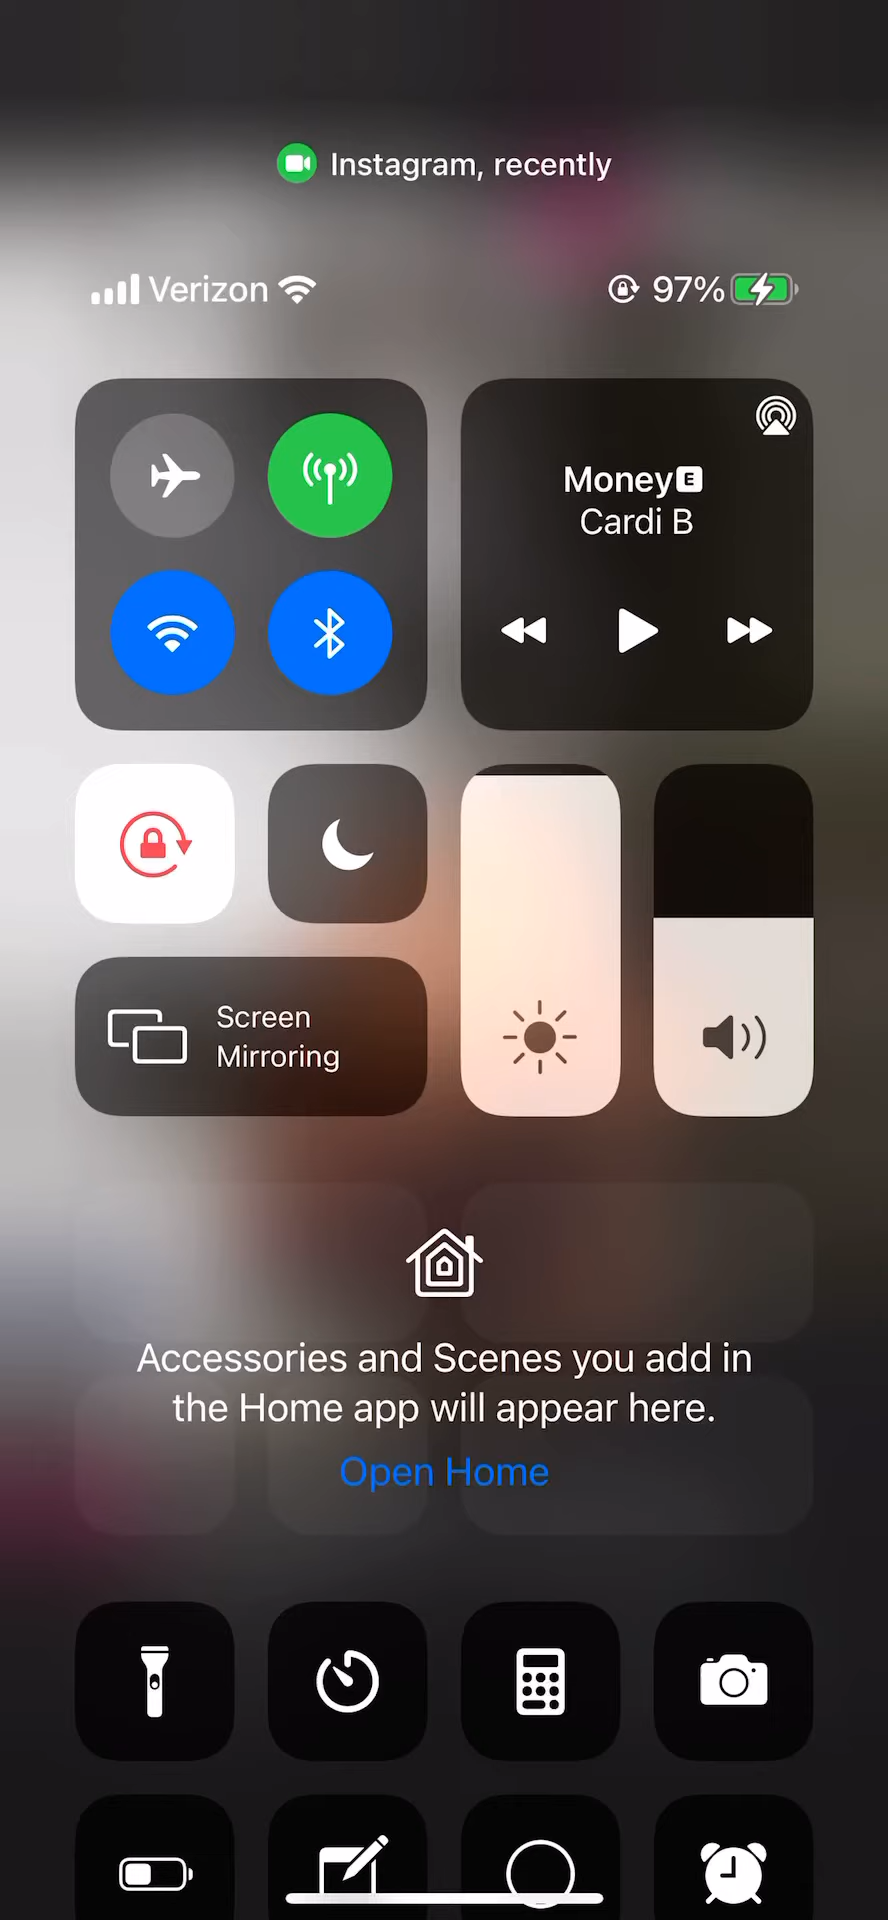 Instagram, recently
Verizon
97%
Money E
Cardi B
Screen
Mirroring
Accessories and Scenes you add in
the Home app will appear here.
Open Home